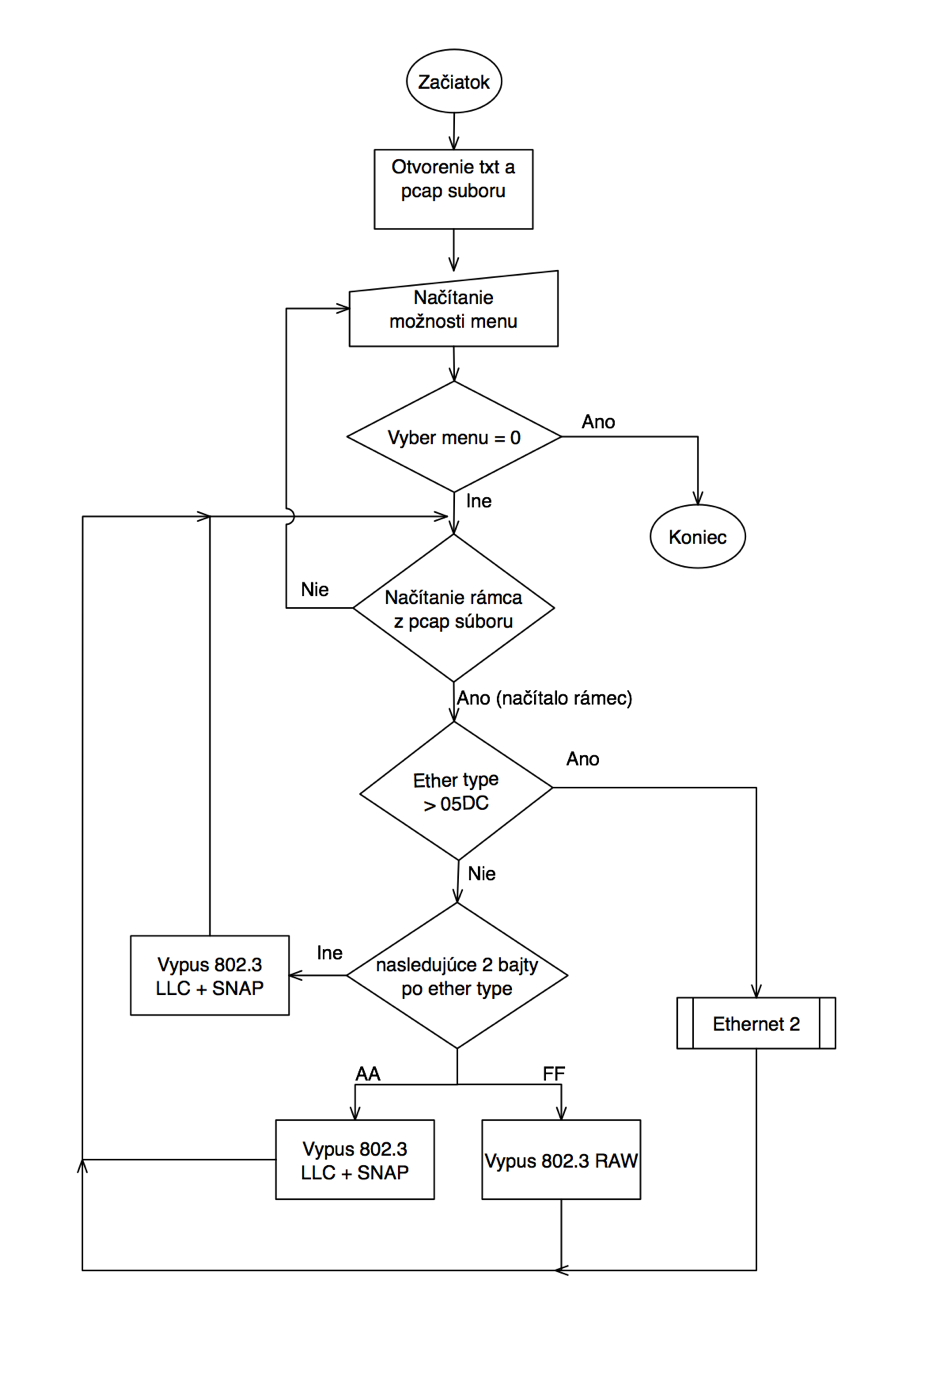 Začiatok
Otvorenie txt a
pcap suboru
Načítanie
možnosti menu
Vyber menu = 0
Ano
Ine
Koniec
Nie
Načítanie rámca
z pcap súboru
Ano (načítalo rámec)
Ano
Ether type
> 05DC
Nie
Ine
nasledujúce 2 bajty
po ether type
Vypus 802.3
LLC + SNAP
Ethernet 2
AA
FF
Vypus 802.3
LLC + SNAP
Vypus 802.3 RAW